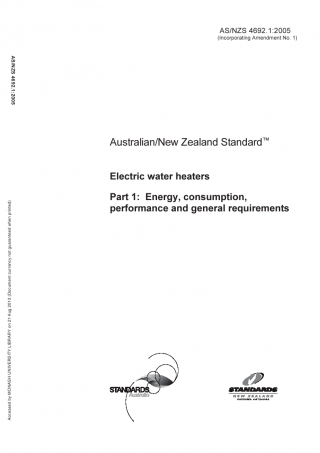 AS/NZS 4692.1:2005
(Incorporating Amendment No. 1)
AS/NZS 4692.1:2005
Australian/New Zealand Standard™
Electric water heaters
Part 1: Energy, consumption,
performance and general requirements
Accessed by MONASH UNIVERSITY LIBRARY on 21 Aug 2013 (Document currency not guaranteed when printed)
STANDARDS
Australia
STANDARDS
NEW ZEALAND